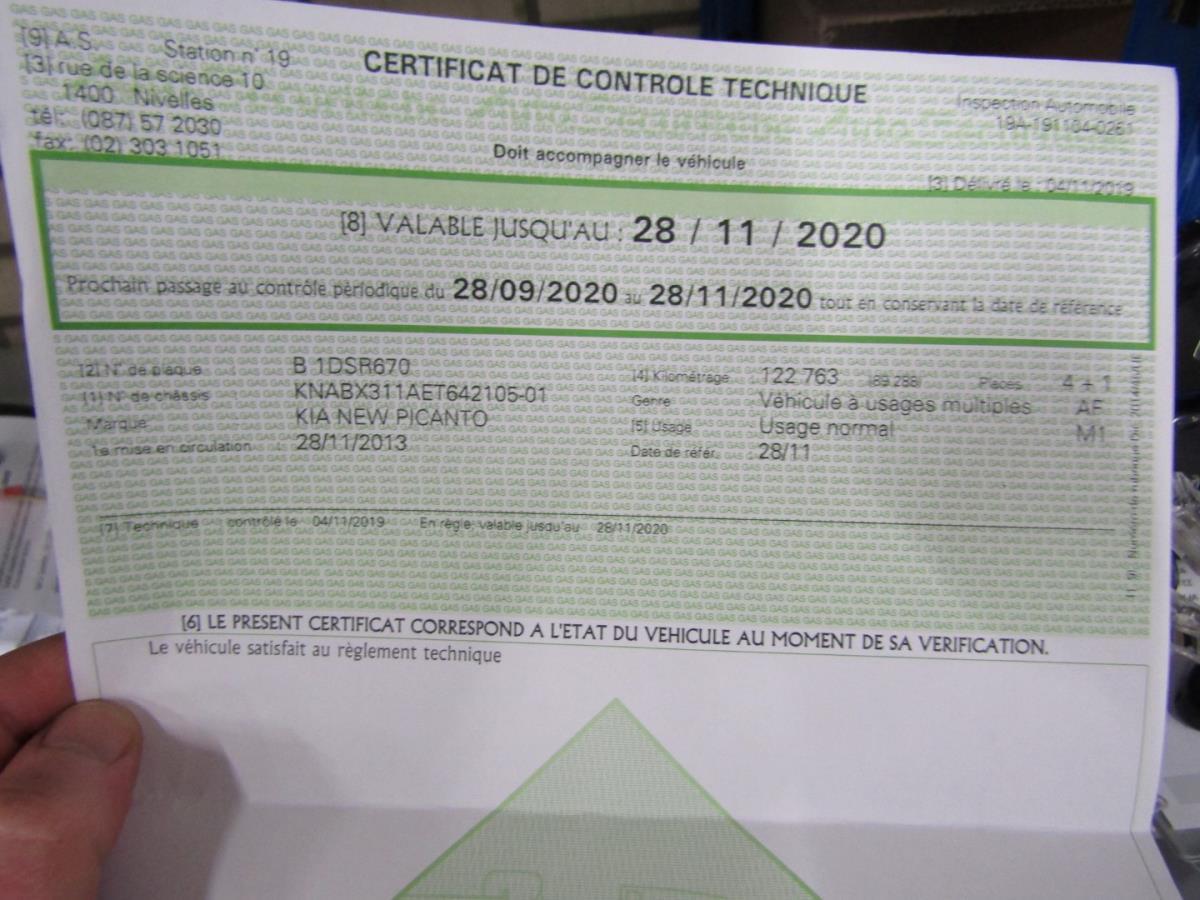 [9] A.S. Station n° 19
[3] rue de la science 10
1400 Nivelles
tél: (087) 57 2030
fax: (02) 303 1051
CERTIFICAT DE CONTROLE TECHNIQUE
Inspection Automobile
19A-191104-0261
Doit accompagner le véhicule
[3] Délivré le : 04/11/2019
[8] VALABLE JUSQU'AU : 28 / 11 / 2020
Prochain passage au contrôle périodique du 28/09/2020 au 28/11/2020 tout en conservant la date de référence
[2] N° de plaque : B 1DSR670
[4] Kilométrage : 122 763 (89 288) Places 4 + 1
[1] N° de châssis : KNABX311AET642105-01
Genre : Véhicule à usages multiples AF
Marque : KIA NEW PICANTO
[5] Usage : Usage normal M1
1e mise en circulation : 28/11/2013
Date de référ. : 28/11
[7] Technique contrôlé le 04/11/2019 En règle, valable jusqu'au 28/11/2020
[6] LE PRESENT CERTIFICAT CORRESPOND A L'ETAT DU VEHICULE AU MOMENT DE SA VERIFICATION.
Le véhicule satisfait au règlement technique